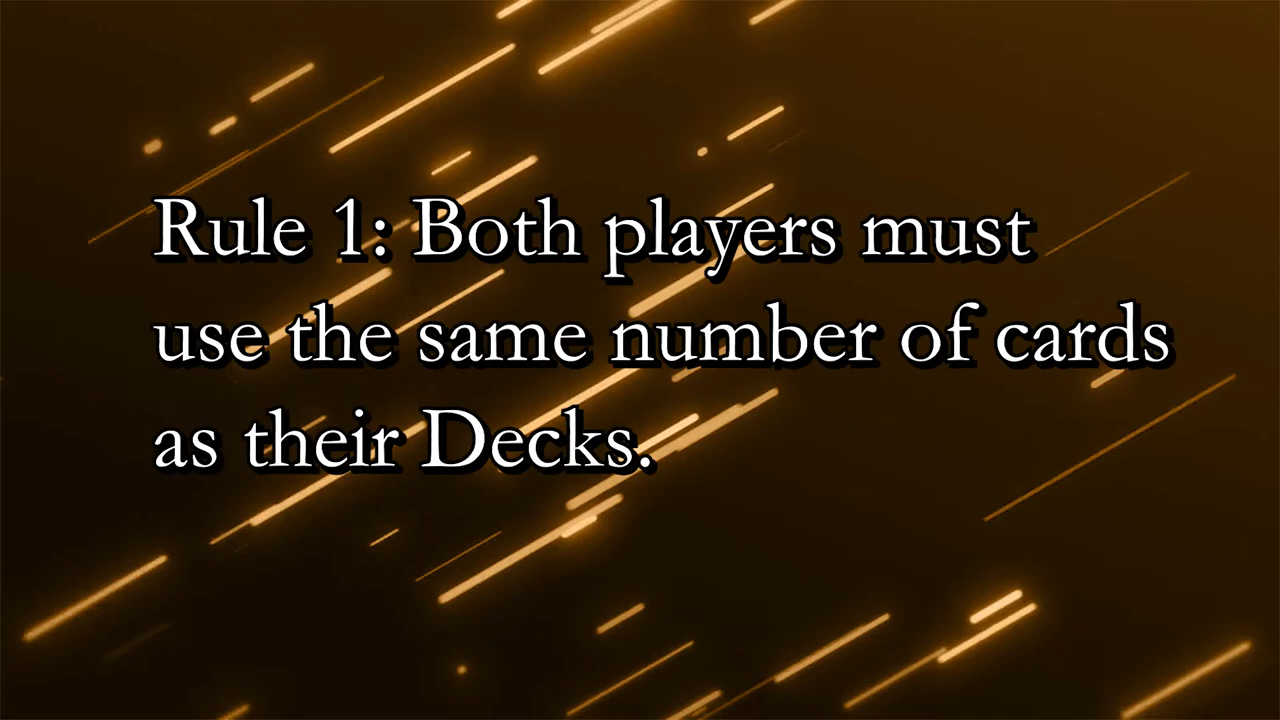 Rule 1: Both players must
use the same number of cards
as their Decks.